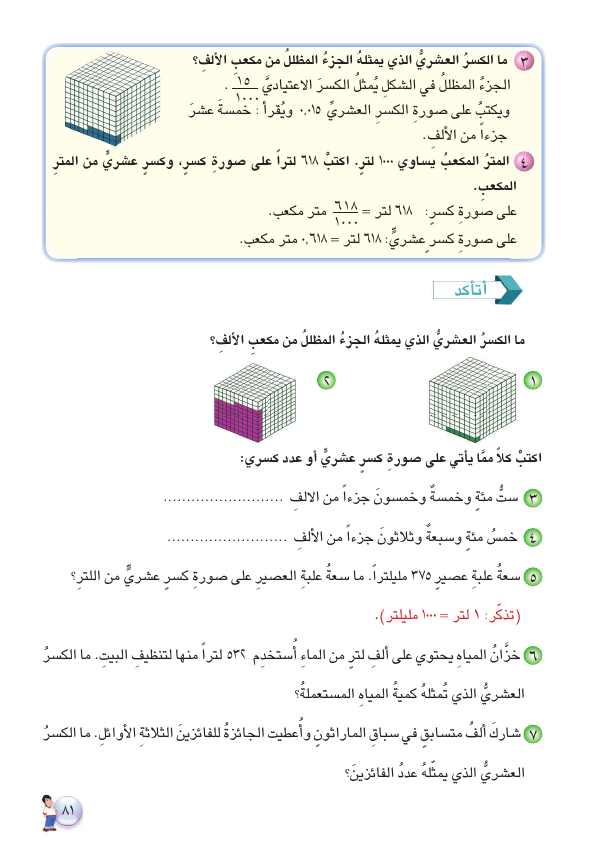 ٣ ما الكسرُ العشريُّ الذي يمثلهُ الجزءُ المظللُ من مكعبِ الألفِ؟
الجزءُ المظللُ في الشكلِ يُمثلُ الكسرَ الاعتياديَّ ١٥/١٠٠٠ .
ويكتبُ على صورةِ الكسرِ العشريِّ ٠,٠١٥ ويُقرأ : خمسةَ عشرَ
جزءاً من الألفِ.
٤ المترُ المكعبُ يساوي ١٠٠٠ لترٍ. اكتبْ ٦١٨ لتراً على صورةِ كسرٍ، وكسرٍ عشريٍّ من المترِ
المكعبِ.
على صورةِ كسرٍ: ٦١٨ لتر = ٦١٨/١٠٠٠ متر مكعب.
على صورةِ كسرٍ عشريٍّ: ٦١٨ لتر = ٠,٦١٨ متر مكعب.
أتأكد
ما الكسرُ العشريُّ الذي يمثلهُ الجزءُ المظللُ من مكعبِ الألفِ؟
١
٢
اكتبْ كلاً ممَّا يأتي على صورةِ كسرٍ عشريٍّ أو عدد كسري:
٣ ستُّ مئةٍ وخمسةٌ وخمسونَ جزءاً من الالفِ ..........................
٤ خمسُ مئةٍ وسبعةٌ وثلاثونَ جزءاً من الألفِ ..........................
٥ سعةُ علبةِ عصيرٍ ٣٧٥ مليلتراً. ما سعةُ علبةِ العصيرِ على صورةِ كسرٍ عشريٍّ من اللترِ؟
(تذكّر: ١ لتر = ١٠٠٠ مليلتر).
٦ خزَّانُ المياهِ يحتوي على ألفِ لترٍ من الماءِ أُستخدِم ٥٣٢ لتراً منها لتنظيفِ البيتِ. ما الكسرُ
العشريُّ الذي تُمثلهُ كميةُ المياهِ المستعملةُ؟
٧ شاركَ ألفُ متسابقٍ في سباقِ الماراثونِ وأُعطيت الجائزةُ للفائزينَ الثلاثةِ الأوائلِ. ما الكسرُ
العشريُّ الذي يمثّلهُ عددُ الفائزينَ؟
٨١